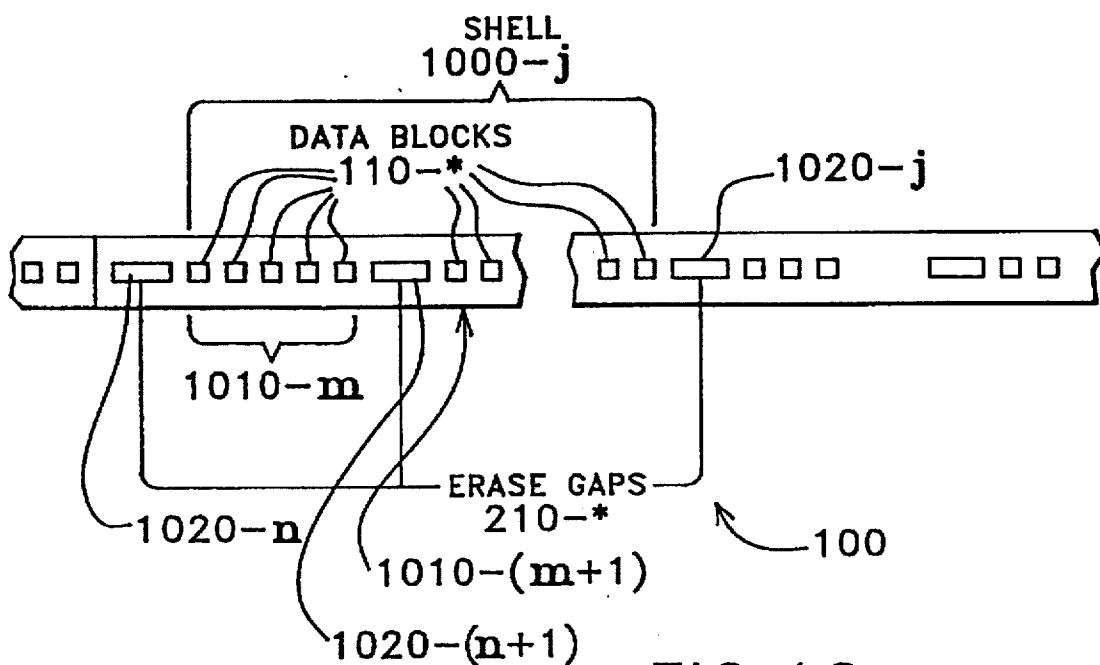 SHELL
1000-j
DATA BLOCKS
110-*
1020-j
1010-m
ERASE GAPS
210-*
1020-n
100
1010-(m+1)
1020-(n+1)